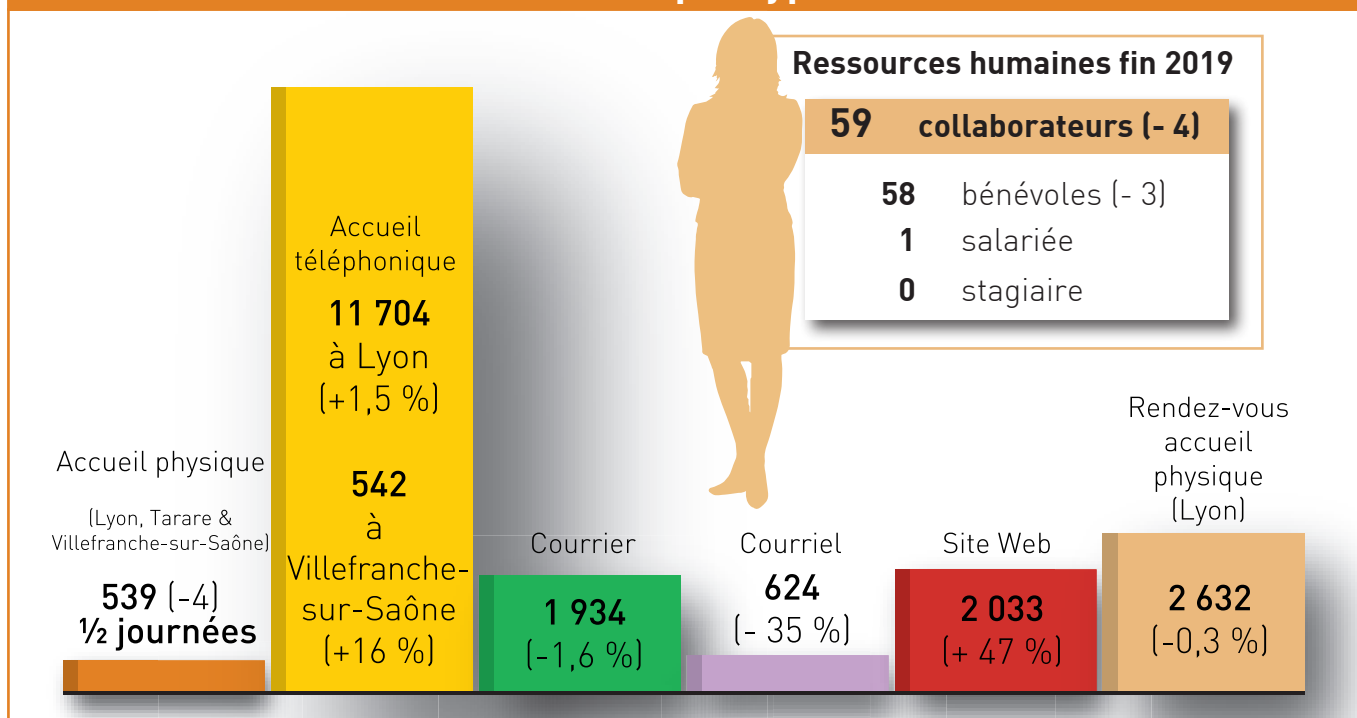 Ressources humaines fin 2019
59 collaborateurs (- 4)
58 bénévoles (- 3)
1 salariée
0 stagiaire
Accueil physique
(Lyon, Tarare &
Villefranche-sur-Saône)
539 (-4)
½ journées
Accueil
téléphonique
11 704
à Lyon
(+1,5 %)
542
à
Villefranche-
sur-Saône
(+16 %)
Courrier
1 934
(-1,6 %)
Courriel
624
(- 35 %)
Site Web
2 033
(+ 47 %)
Rendez-vous
accueil
physique
(Lyon)
2 632
(-0,3 %)